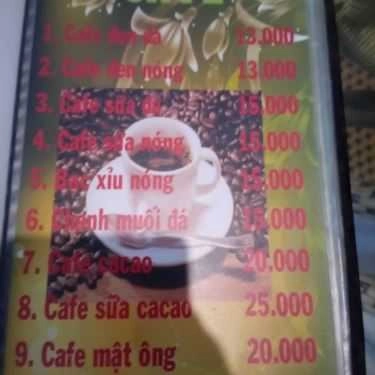 1. Cafe đen đá 13.000
2. Cafe đen nóng 13.000
3. Cafe sữa đá 15.000
4. Cafe sữa nóng 15.000
5. Bạc xỉu nóng 15.000
6. Chanh muối đá 15.000
7. Cafe cacao 20.000
8. Cafe sữa cacao 25.000
9. Cafe mật ông 20.000